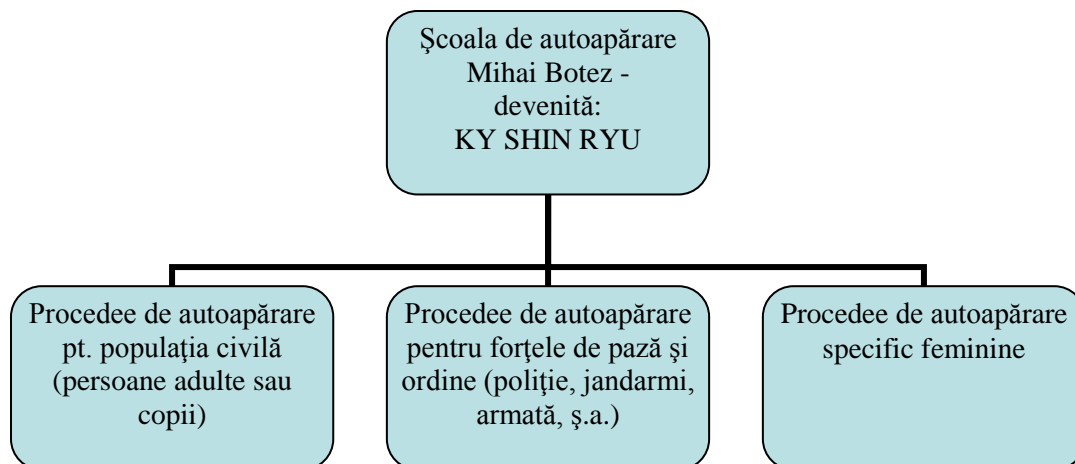 Şcoala de autoapărare
Mihai Botez -
devenită:
KY SHIN RYU
Procedee de autoapărare
pt. populaţia civilă
(persoane adulte sau
copii)
Procedee de autoapărare
pentru forţele de pază şi
ordine (poliţie, jandarmi,
armată, ş.a.)
Procedee de autoapărare
specific feminine